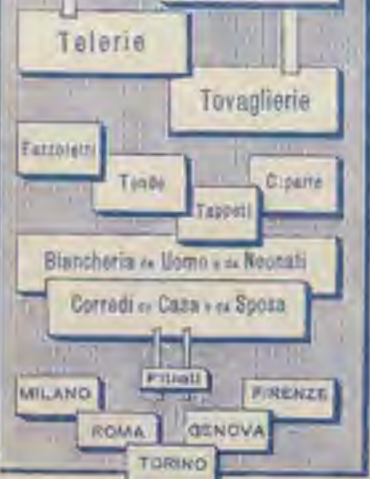 Telerie
Tovaglierie
Fazzoletti
Tende
Coperte
Tappeti
Biancheria da Uomo e da Neonati
Corredi da Casa e da Sposa
Filiali
MILANO
FIRENZE
ROMA
GENOVA
TORINO